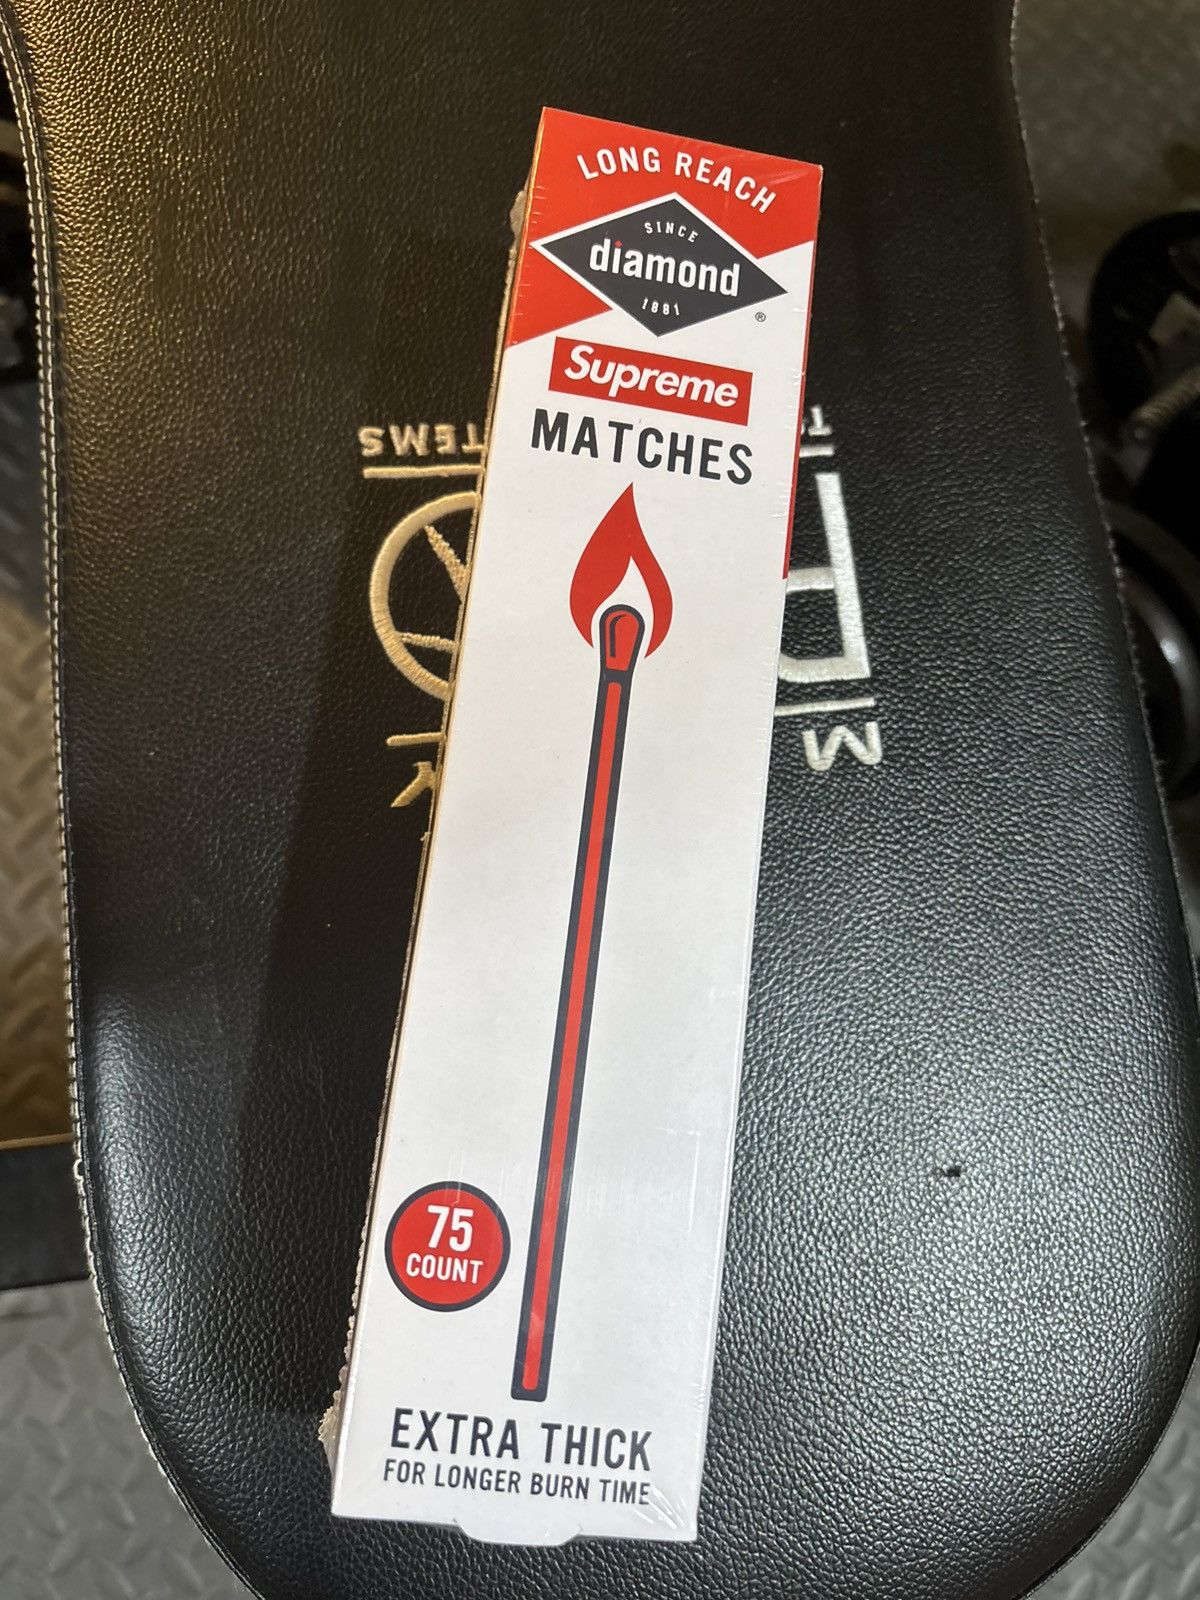 LONG REACH
SINCE
diamond
1881
®
Supreme
MATCHES
75
COUNT
EXTRA THICK
FOR LONGER BURN TIME